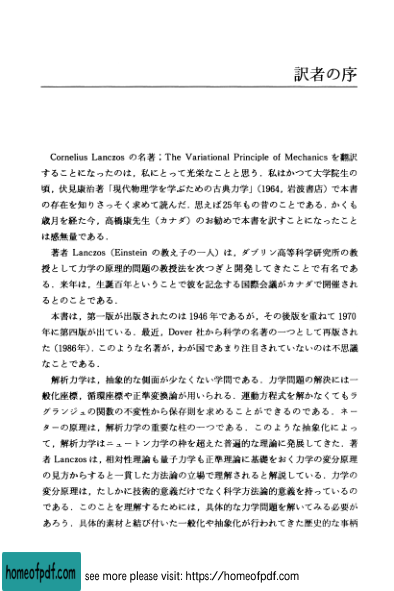 訳者の序
Cornelius Lanczos の名著;The Variational Principle of Mechanics を翻訳
することになったのは,私にとって光栄なことと思う.私はかつて大学院生の
頃,伏見康治著「現代物理学を学ぶための古典力学」(1964,岩波書店)で本書
の存在を知りさっそく求めて読んだ.思えば25年もの昔のことである.かくも
歳月を経た今,高橋康先生(カナダ)のお勧めで本書を訳すことになったこと
は感無量である.
著者 Lanczos(Einstein の教え子の一人)は,ダブリン高等科学研究所の教
授として力学の原理的問題の教授法を次つぎと開発してきたことで有名であ
る.来年は,生誕百年ということで彼を記念する国際会議がカナダで開催され
るとのことである.
本書は,第一版が出版されたのは1946年であるが,その後版を重ねて1970
年に第四版が出ている.最近,Dover 社から科学の名著の一つとして再版され
た(1986年).このような名著が,わが国であまり注目されていないのは不思議
なことである.
解析力学は,抽象的な側面が少なくない学問である.力学問題の解決には一
般化座標,循環座標や正準変換論が用いられる.運動方程式を解かなくてもラ
グランジュの関数の不変性から保存則を求めることができるのである.ネー
ターの原理は,解析力学の重要な柱の一つである.このような抽象化によっ
て,解析力学はニュートン力学の枠を超えた普遍的な理論に発展してきた.著
者 Lanczos は,相対性理論も量子力学も正準理論に基礎をおく力学の変分原理
の見方からすると一貫した方法論の立場で理解されると解説している.力学の
変分原理は,たしかに技術的意義だけでなく科学方法論的意義を持っているの
である.このことを理解するためには,具体的な力学問題を解いてみる必要が
あろう.具体的素材と結び付いた一般化や抽象化が行われてきた歴史的な事柄
homeofpdf.com
see more please visit: https://homeofpdf.com